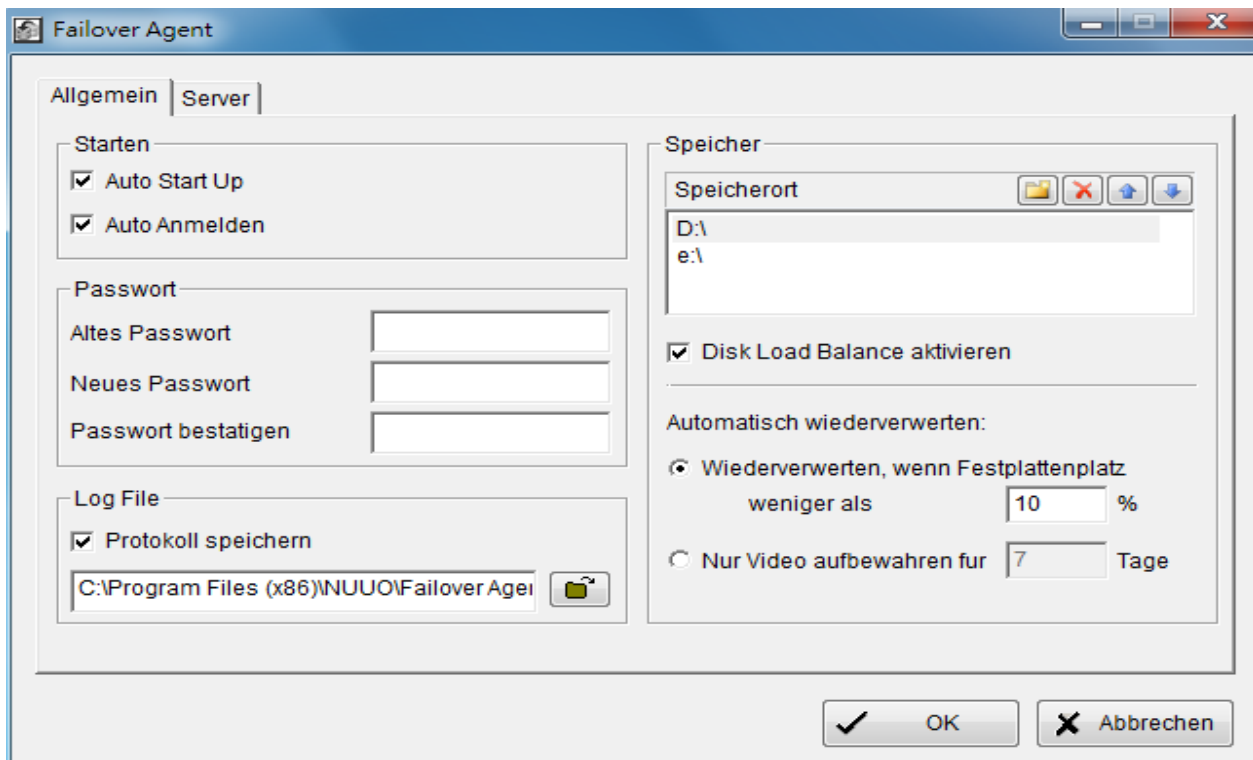 Failover Agent
Allgemein
Server
Starten
Auto Start Up
Auto Anmelden
Passwort
Altes Passwort
Neues Passwort
Passwort bestatigen
Log File
Protokoll speichern
C:\Program Files (x86)\NUUO\Failover
Speicher
Speicherort
D:\
e:\
Disk Load Balance aktivieren
Automatisch wiederverwerten:
Wiederverwerten, wenn Festplattenplatz
weniger als 10 %
Nur Video aufbewahren fur 7 Tage
OK
Abbrechen